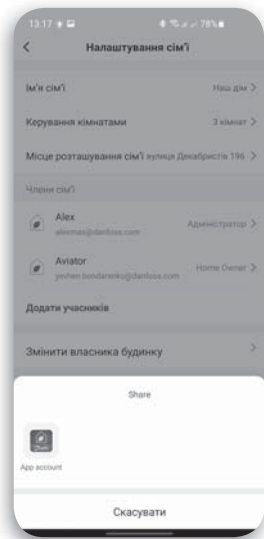 13:17 78%
Налаштування сім'ї
Ім'я сім'ї Наш дім
Керування кімнатами 3 кімнат
Місце розташування сім'ї вулиця Декабристів 196
Члени сім'ї
Alex
alexmas@danfoss.com
Адміністратор
Aviator
yevhen.bondarenko@danfoss.com
Home Owner
Додати учасників
Змінити власника будинку
Share
App account
Скасувати